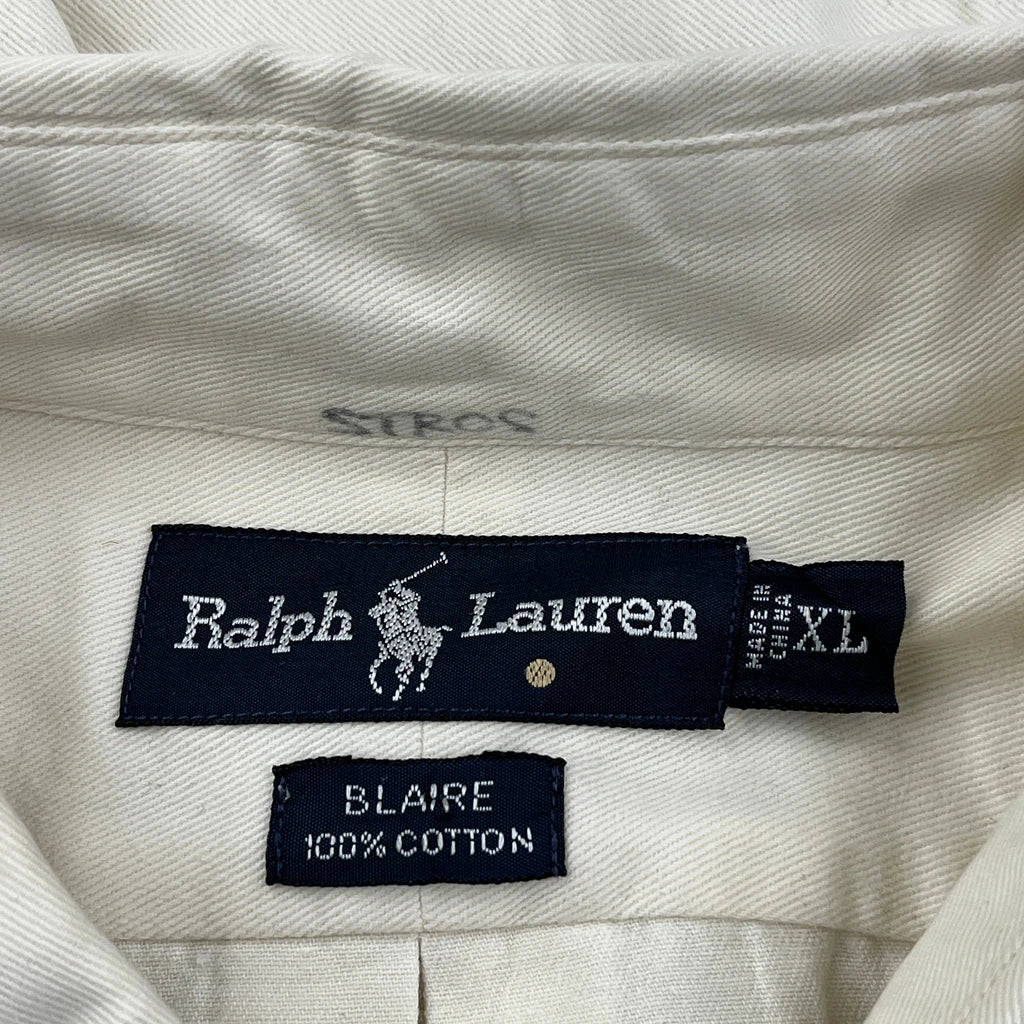 STROS
Ralph Lauren
MADE IN
CHINA
XL
BLAIRE
100% COTTON